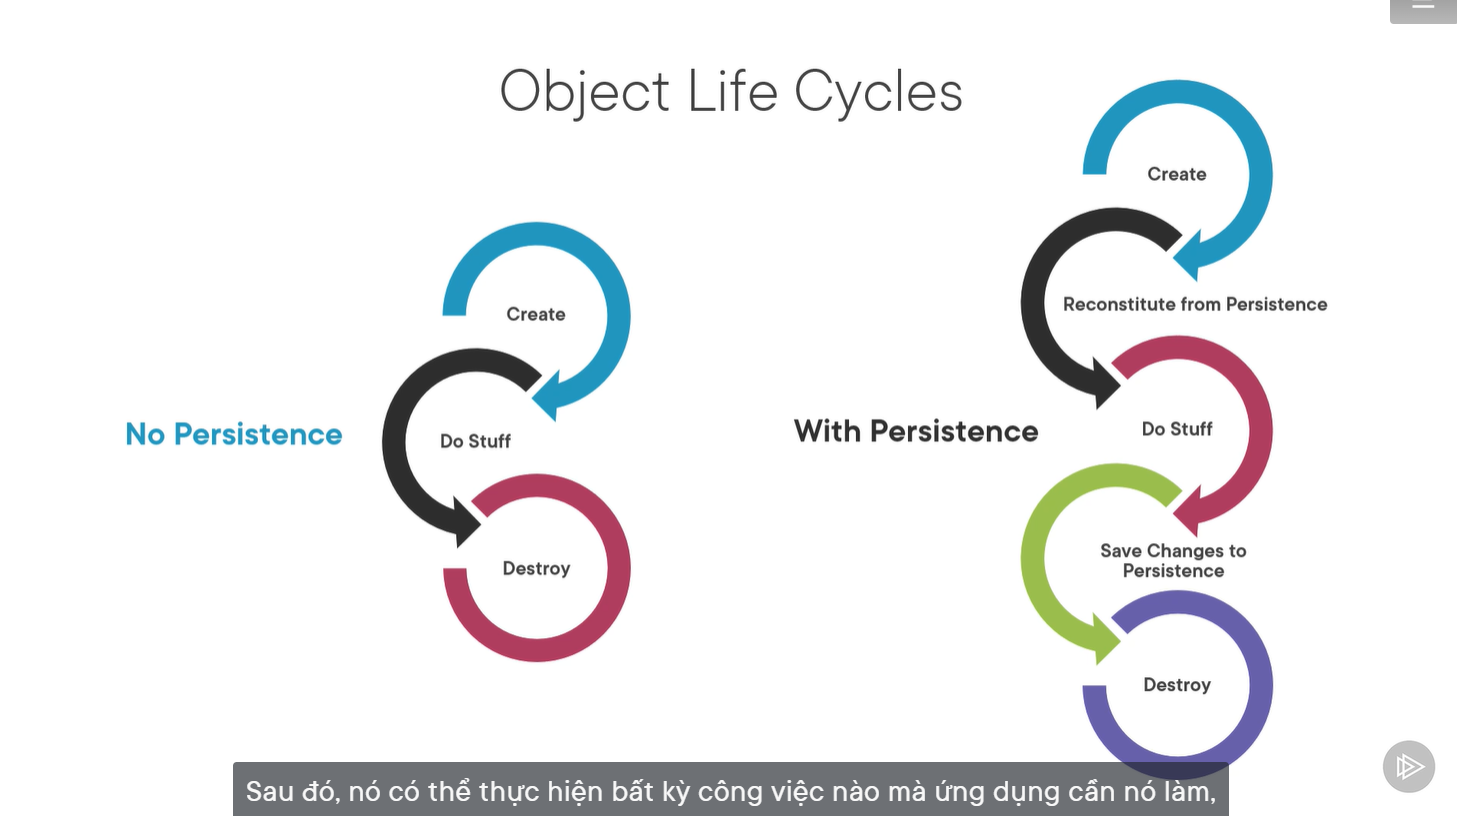 Object Life Cycles
No Persistence
Create
Do Stuff
Destroy
With Persistence
Create
Reconstitute from Persistence
Do Stuff
Save Changes to
Persistence
Destroy
Sau đó, nó có thể thực hiện bất kỳ công việc nào mà ứng dụng cần nó làm,